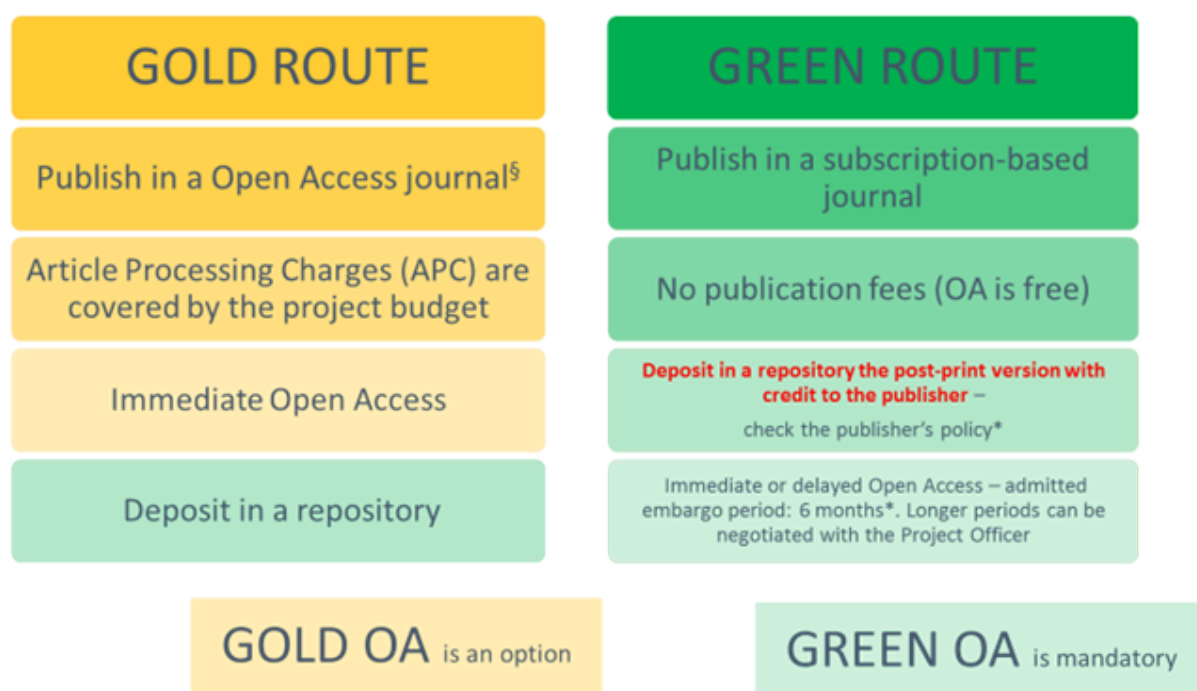 GOLD ROUTE
Publish in a Open Access journal§
Article Processing Charges (APC) are
covered by the project budget
Immediate Open Access
Deposit in a repository
GREEN ROUTE
Publish in a subscription-based
journal
No publication fees (OA is free)
Deposit in a repository the post-print version with
credit to the publisher –
check the publisher's policy*
Immediate or delayed Open Access – admitted
embargo period: 6 months*. Longer periods can be
negotiated with the Project Officer
GOLD OA is an option
GREEN OA is mandatory